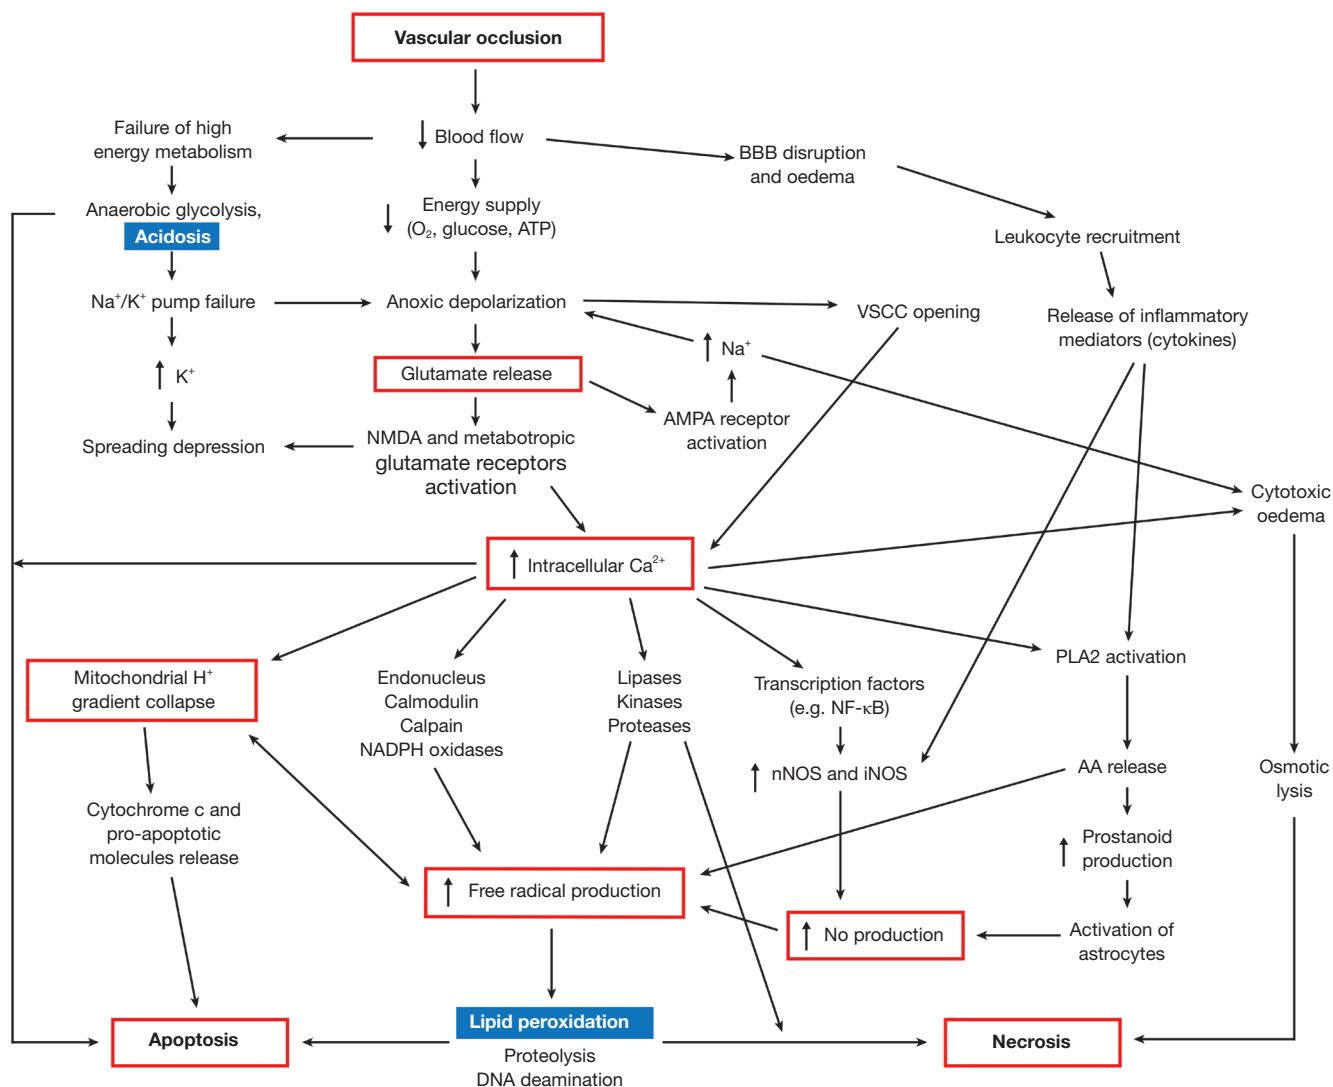 Vascular occlusion
Failure of high
energy metabolism
↓ Blood flow
BBB disruption
and oedema
Anaerobic glycolysis,
Acidosis
↓ Energy supply
(O₂, glucose, ATP)
Leukocyte recruitment
Na⁺/K⁺ pump failure
Anoxic depolarization
VSCC opening
Release of inflammatory
mediators (cytokines)
↑ Na⁺
↑ K⁺
Glutamate release
AMPA receptor
activation
Spreading depression
NMDA and metabotropic
glutamate receptors
activation
Cytotoxic
oedema
↑ Intracellular Ca²⁺
Mitochondrial H⁺
gradient collapse
Endonucleus
Calmodulin
Calpain
NADPH oxidases
Lipases
Kinases
Proteases
Transcription factors
(e.g. NF-κB)
PLA2 activation
↑ nNOS and iNOS
AA release
Osmotic
lysis
Cytochrome c and
pro-apoptotic
molecules release
↑ Prostanoid
production
↑ Free radical production
↑ No production
Activation of
astrocytes
Apoptosis
Lipid peroxidation
Proteolysis
DNA deamination
Necrosis